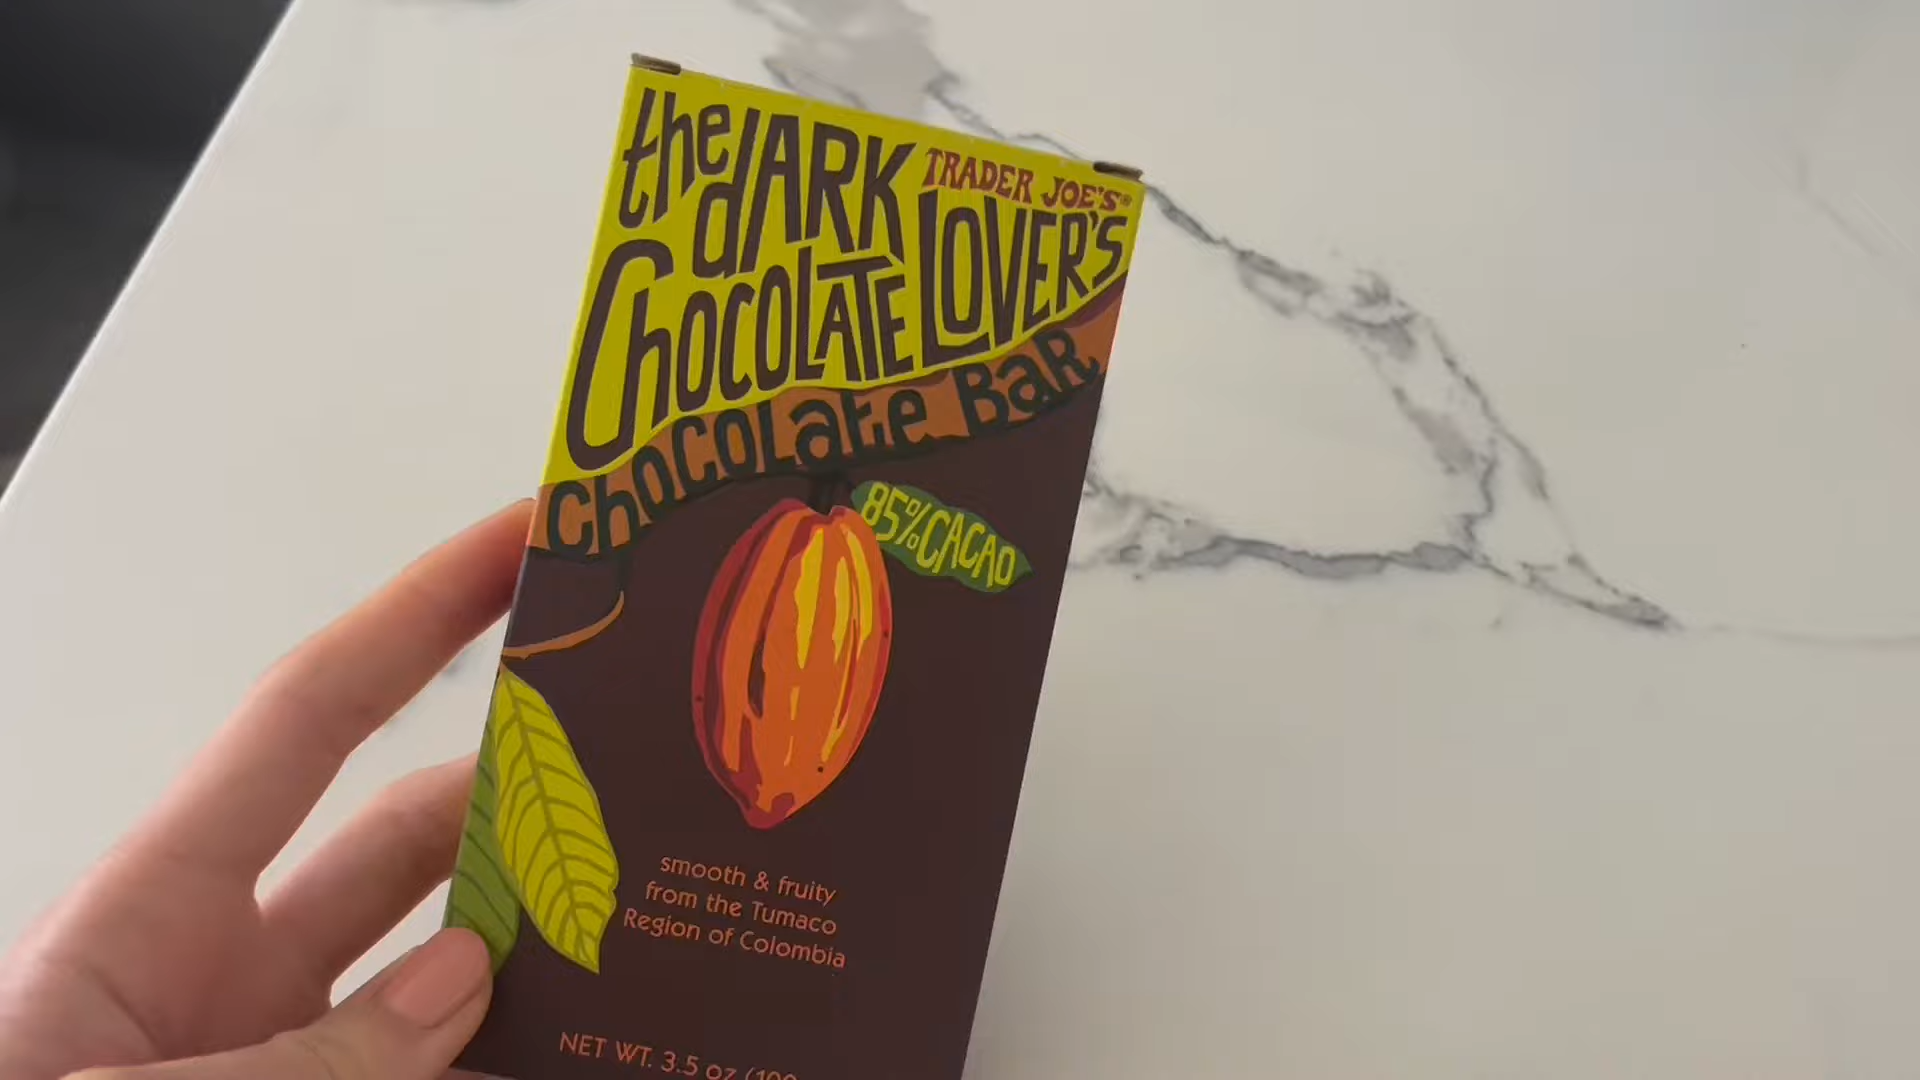 the dARK
TRADER JOE'S®
ChocoLATE LOVER'S
Chocolate Bar
85% CACAO
smooth & fruity
from the Tumaco
Region of Colombia
NET WT. 3.5 oz (100